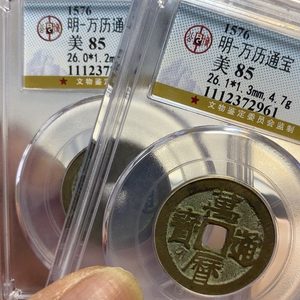 1576
明-万历通
美 85
26.0*1.2m
1112372
1576
明-万历通宝
美 85
26.1*1.3mm,4.7g
1112372961
★ 文物鉴定委员会监制
萬曆通寶